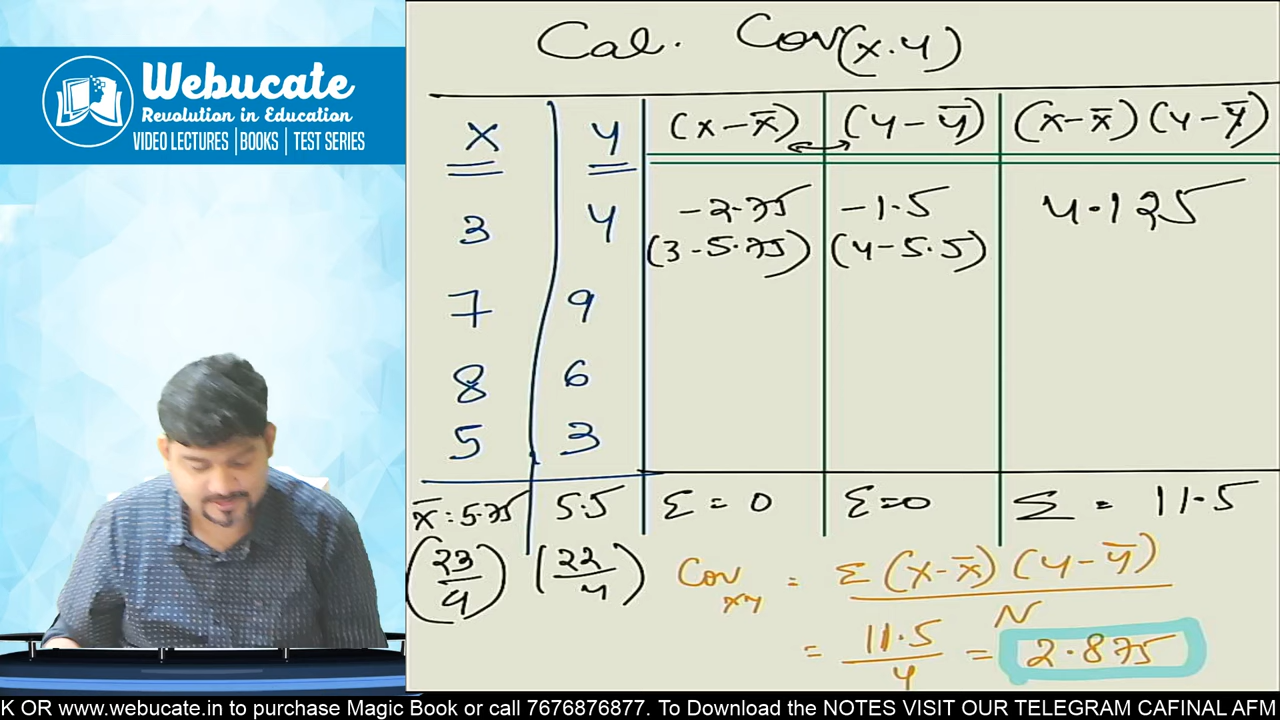 Webucate
Revolution in Education
VIDEO LECTURES | BOOKS | TEST SERIES
Cal. Cov(x.y)
x y (x-x̄) (y-ȳ) (x-x̄)(y-ȳ)
3 4 -2.75 -1.5 4.125
(3-5.75) (4-5.5)
7 9
8 6
5 3
x̄:5.75 5.5 Σ=0 Σ=0 Σ = 11.5
(23/4) (22/4)
Cov xy = Σ(x-x̄)(y-ȳ) / N
= 11.5/4 = 2.875
K OR www.webucate.in to purchase Magic Book or call 7676876877. To Download the NOTES VISIT OUR TELEGRAM CAFINAL AFM